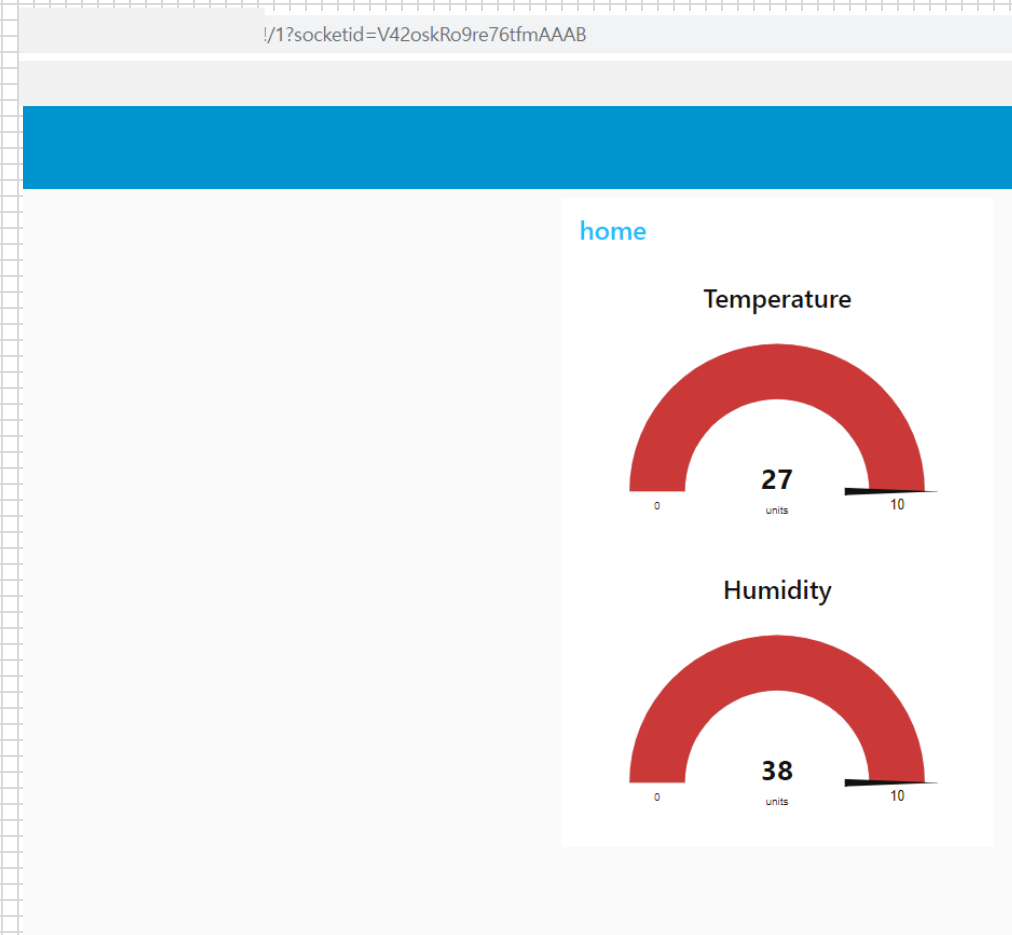 !/1?socketid=V42oskRo9re76tfmAAAB
home
Temperature
27
units
0
10
Humidity
38
units
0
10